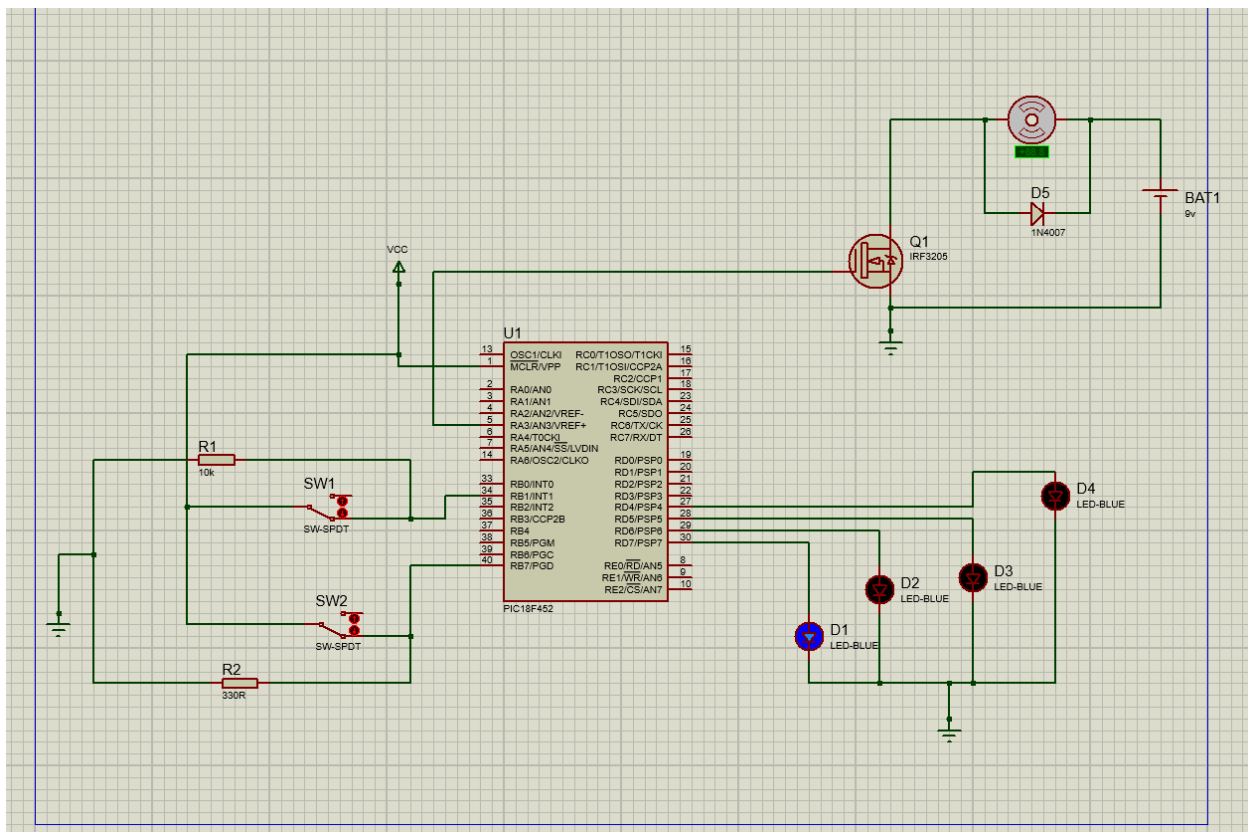 D5
1N4007
BAT1
9v
Q1
IRF3205
VCC
U1
13
1
2
3
4
5
6
7
14
33
34
35
36
37
38
39
40
OSC1/CLKI
MCLR/VPP
RA0/AN0
RA1/AN1
RA2/AN2/VREF-
RA3/AN3/VREF+
RA4/T0CKI
RA5/AN4/SS/LVDIN
RA6/OSC2/CLKO
RB0/INT0
RB1/INT1
RB2/INT2
RB3/CCP2B
RB4
RB5/PGM
RB6/PGC
RB7/PGD
RC0/T1OSO/T1CKI
RC1/T1OSI/CCP2A
RC2/CCP1
RC3/SCK/SCL
RC4/SDI/SDA
RC5/SDO
RC6/TX/CK
RC7/RX/DT
RD0/PSP0
RD1/PSP1
RD2/PSP2
RD3/PSP3
RD4/PSP4
RD5/PSP5
RD6/PSP6
RD7/PSP7
RE0/RD/AN5
RE1/WR/AN6
RE2/CS/AN7
15
16
17
18
23
24
25
26
19
20
21
22
27
28
29
30
8
9
10
PIC18F452
R1
10k
SW1
SW-SPDT
SW2
SW-SPDT
R2
330R
D4
LED-BLUE
D3
LED-BLUE
D2
LED-BLUE
D1
LED-BLUE